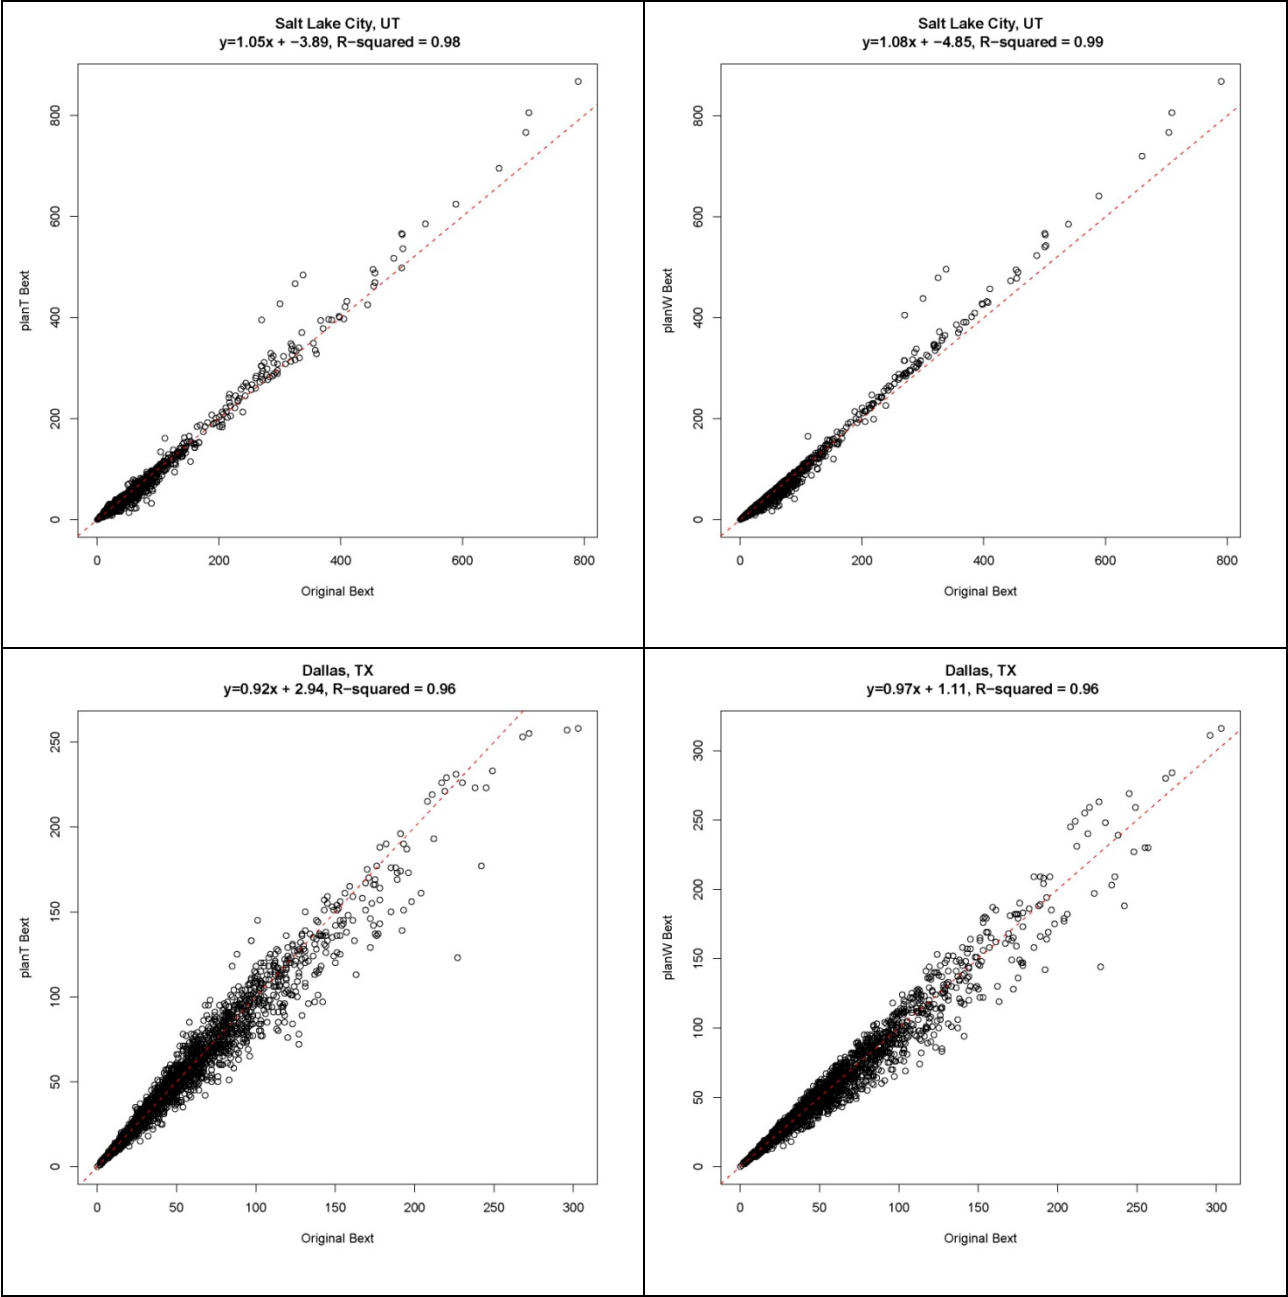 Salt Lake City, UT
y=1.05x + −3.89, R−squared = 0.98
planT Bext
800
600
400
200
0
0 200 400 600 800
Original Bext
Salt Lake City, UT
y=1.08x + −4.85, R−squared = 0.99
planW Bext
800
600
400
200
0
0 200 400 600 800
Original Bext
Dallas, TX
y=0.92x + 2.94, R−squared = 0.96
planT Bext
250
200
150
100
50
0
0 50 100 150 200 250 300
Original Bext
Dallas, TX
y=0.97x + 1.11, R−squared = 0.96
planW Bext
300
250
200
150
100
50
0
0 50 100 150 200 250 300
Original Bext